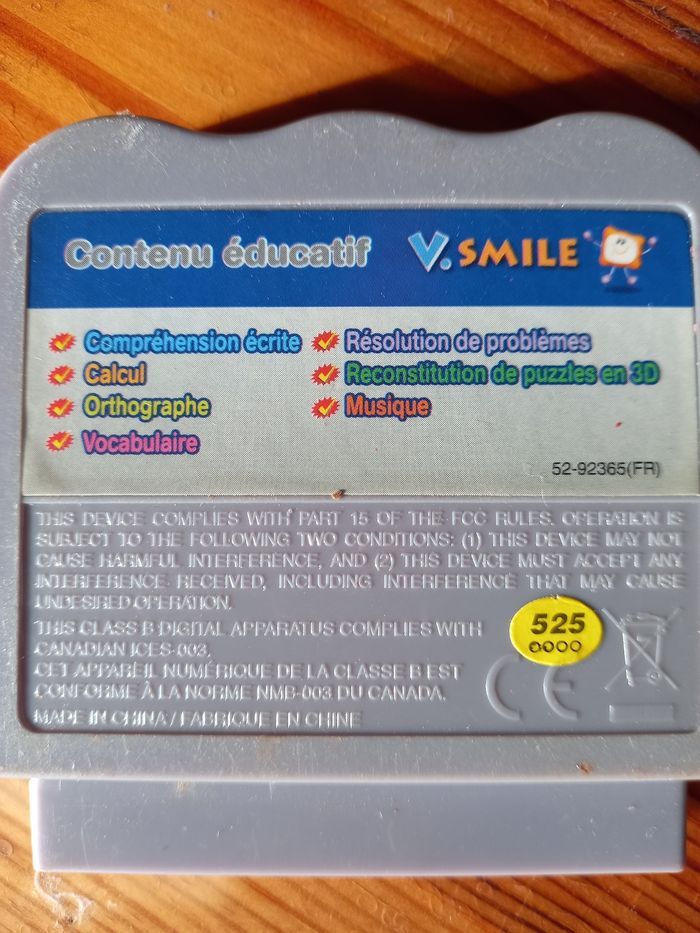 Contenu éducatif
V.SMILE
Compréhension écrite
Calcul
Orthographe
Vocabulaire
Résolution de problèmes
Reconstitution de puzzles en 3D
Musique
52-92365(FR)
THIS DEVICE COMPLIES WITH PART 15 OF THE FCC RULES. OPERATION IS
SUBJECT TO THE FOLLOWING TWO CONDITIONS: (1) THIS DEVICE MAY NOT
CAUSE HARMFUL INTERFERENCE, AND (2) THIS DEVICE MUST ACCEPT ANY
INTERFERENCE RECEIVED, INCLUDING INTERFERENCE THAT MAY CAUSE
UNDESIRED OPERATION.
THIS CLASS B DIGITAL APPARATUS COMPLIES WITH
CANADIAN ICES-003.
CET APPAREIL NUMÉRIQUE DE LA CLASSE B EST
CONFORME À LA NORME NMB-003 DU CANADA.
MADE IN CHINA / FABRIQUE EN CHINE
525
CE